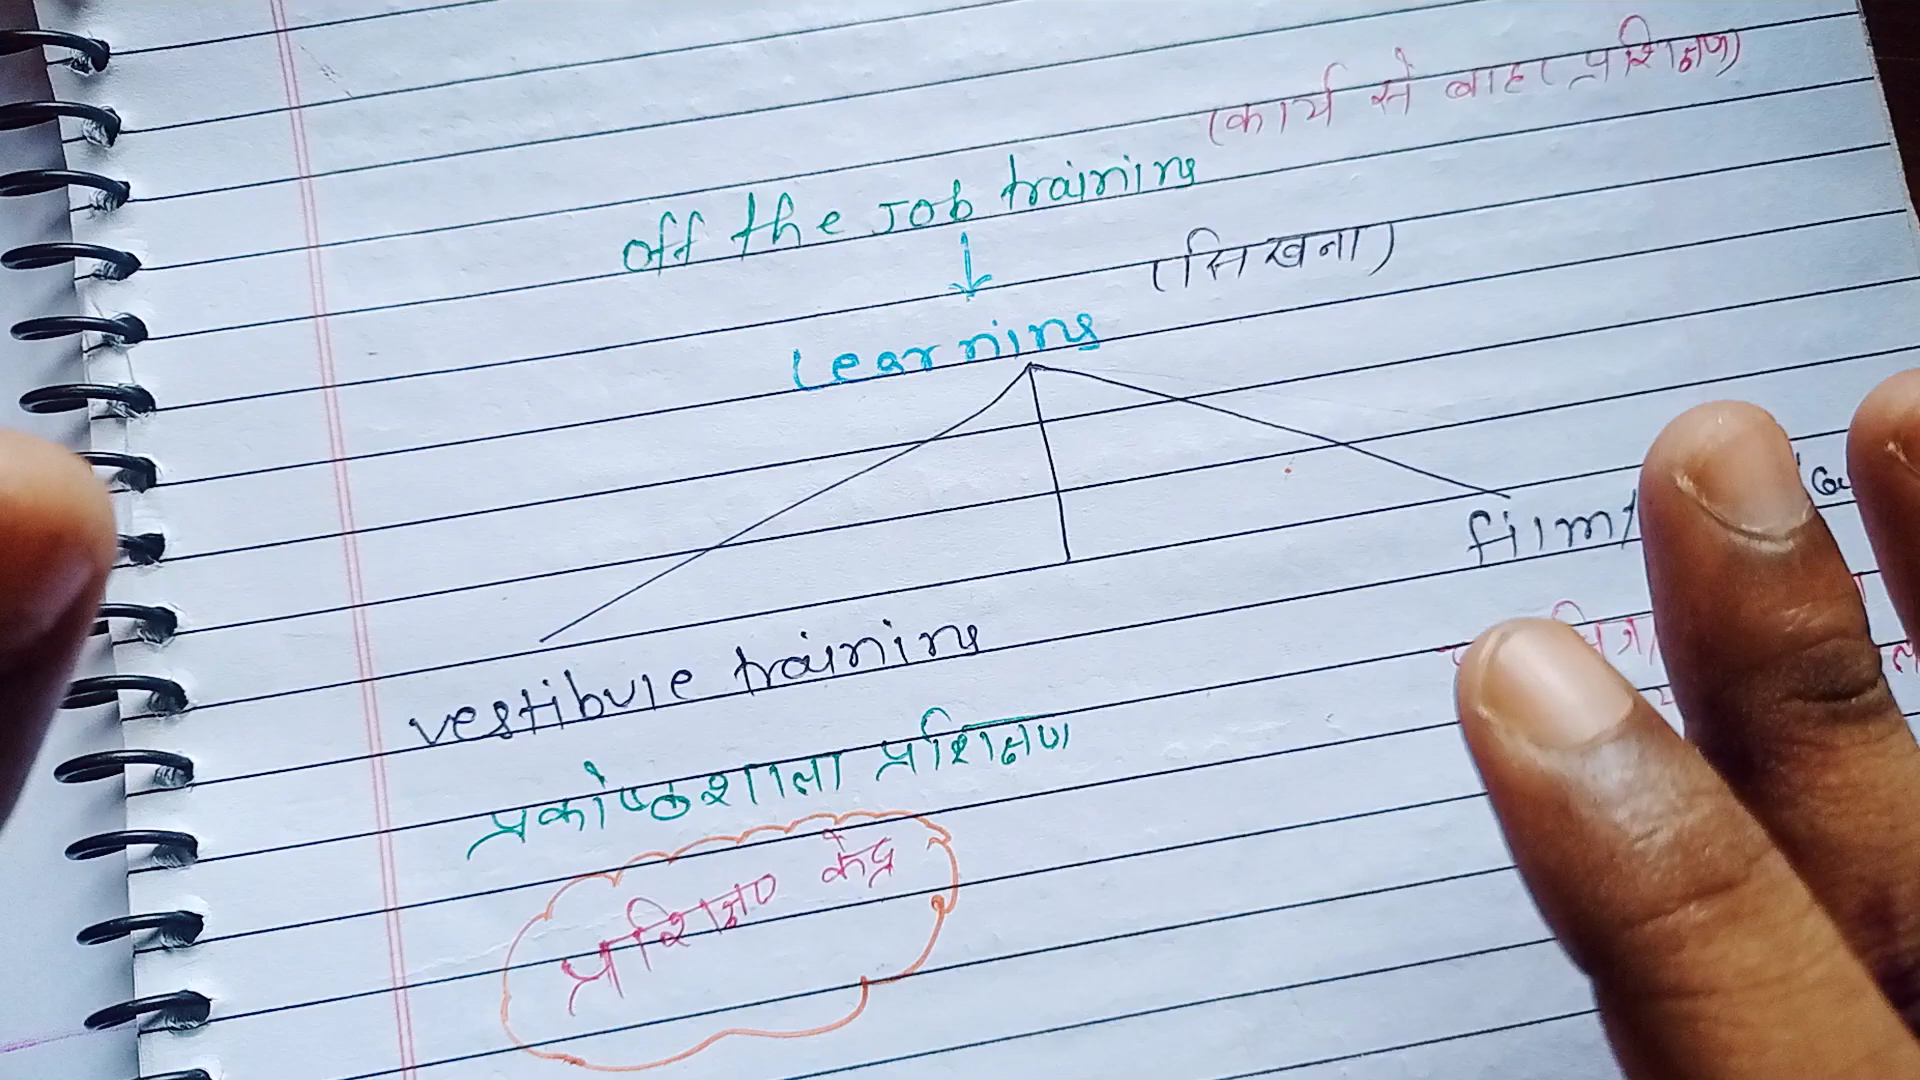 (कार्य से बाहर प्रशिक्षण)
off the Job training
(सिखना)
Learning
film
vestibule training
प्रकोष्ठशाला प्रशिक्षण
प्रशिक्षण केंद्र